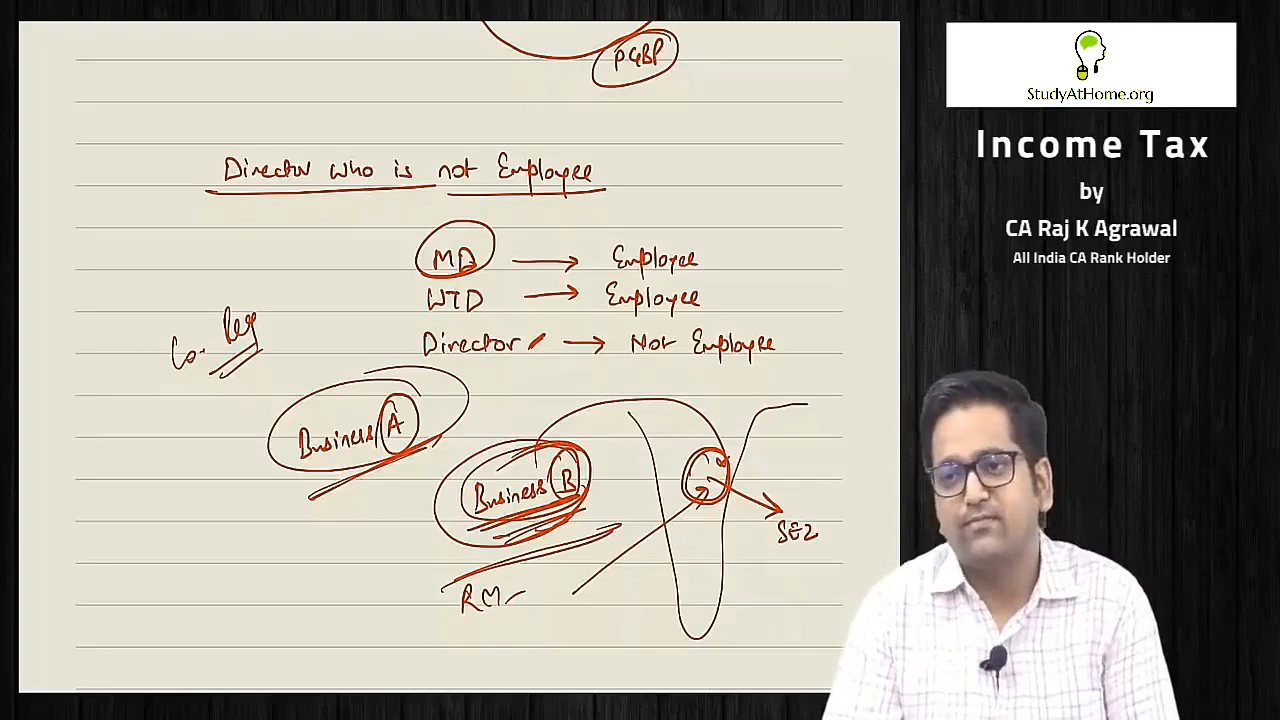 PGBP
StudyAtHome.org
Income Tax
by
CA Raj K Agrawal
All India CA Rank Holder
Director who is not Employee
MD → Employee
WTD → Employee
Director → Not Employee
Co. Reg
Business A
Business B
SEZ
RM